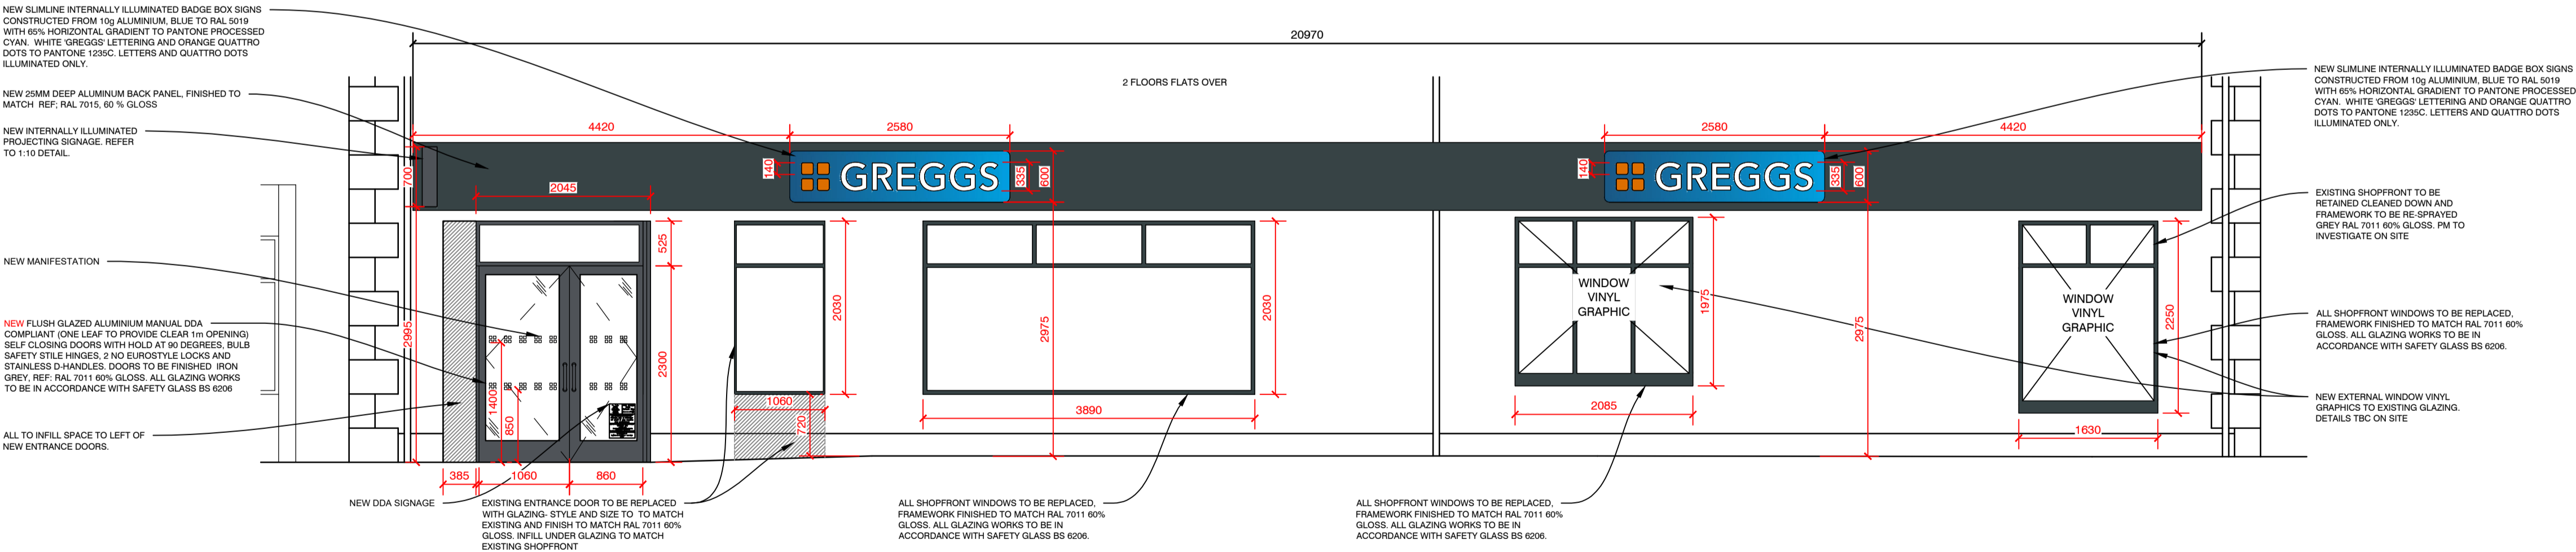 NEW SLIMLINE INTERNALLY ILLUMINATED BADGE BOX SIGNS
CONSTRUCTED FROM 10g ALUMINIUM, BLUE TO RAL 5019
WITH 65% HORIZONTAL GRADIENT TO PANTONE PROCESSED
CYAN. WHITE 'GREGGS' LETTERING AND ORANGE QUATTRO
DOTS TO PANTONE 1235C. LETTERS AND QUATTRO DOTS
ILLUMINATED ONLY.
NEW 25MM DEEP ALUMINUM BACK PANEL, FINISHED TO
MATCH REF; RAL 7015, 60 % GLOSS
NEW INTERNALLY ILLUMINATED
PROJECTING SIGNAGE. REFER
TO 1:10 DETAIL.
NEW MANIFESTATION
NEW FLUSH GLAZED ALUMINIUM MANUAL DDA
COMPLIANT (ONE LEAF TO PROVIDE CLEAR 1m OPENING)
SELF CLOSING DOORS WITH HOLD AT 90 DEGREES, BULB
SAFETY STILE HINGES, 2 NO EUROSTYLE LOCKS AND
STAINLESS D-HANDLES. DOORS TO BE FINISHED IRON
GREY, REF: RAL 7011 60% GLOSS. ALL GLAZING WORKS
TO BE IN ACCORDANCE WITH SAFETY GLASS BS 6206
ALL TO INFILL SPACE TO LEFT OF
NEW ENTRANCE DOORS.
20970
2 FLOORS FLATS OVER
4420
2580
2580
4420
700
140
GREGGS
335
600
140
GREGGS
335
600
2045
525
2300
2995
1400
850
385
1060
860
2030
1060
720
2975
2030
3890
WINDOW
VINYL
GRAPHIC
1975
2085
2975
WINDOW
VINYL
GRAPHIC
2250
1630
NEW DDA SIGNAGE
EXISTING ENTRANCE DOOR TO BE REPLACED
WITH GLAZING- STYLE AND SIZE TO TO MATCH
EXISTING AND FINISH TO MATCH RAL 7011 60%
GLOSS. INFILL UNDER GLAZING TO MATCH
EXISTING SHOPFRONT
ALL SHOPFRONT WINDOWS TO BE REPLACED,
FRAMEWORK FINISHED TO MATCH RAL 7011 60%
GLOSS. ALL GLAZING WORKS TO BE IN
ACCORDANCE WITH SAFETY GLASS BS 6206.
ALL SHOPFRONT WINDOWS TO BE REPLACED,
FRAMEWORK FINISHED TO MATCH RAL 7011 60%
GLOSS. ALL GLAZING WORKS TO BE IN
ACCORDANCE WITH SAFETY GLASS BS 6206.
NEW SLIMLINE INTERNALLY ILLUMINATED BADGE BOX SIGNS
CONSTRUCTED FROM 10g ALUMINIUM, BLUE TO RAL 5019
WITH 65% HORIZONTAL GRADIENT TO PANTONE PROCESSED
CYAN. WHITE 'GREGGS' LETTERING AND ORANGE QUATTRO
DOTS TO PANTONE 1235C. LETTERS AND QUATTRO DOTS
ILLUMINATED ONLY.
EXISTING SHOPFRONT TO BE
RETAINED CLEANED DOWN AND
FRAMEWORK TO BE RE-SPRAYED
GREY RAL 7011 60% GLOSS. PM TO
INVESTIGATE ON SITE
ALL SHOPFRONT WINDOWS TO BE REPLACED,
FRAMEWORK FINISHED TO MATCH RAL 7011 60%
GLOSS. ALL GLAZING WORKS TO BE IN
ACCORDANCE WITH SAFETY GLASS BS 6206.
NEW EXTERNAL WINDOW VINYL
GRAPHICS TO EXISTING GLAZING.
DETAILS TBC ON SITE